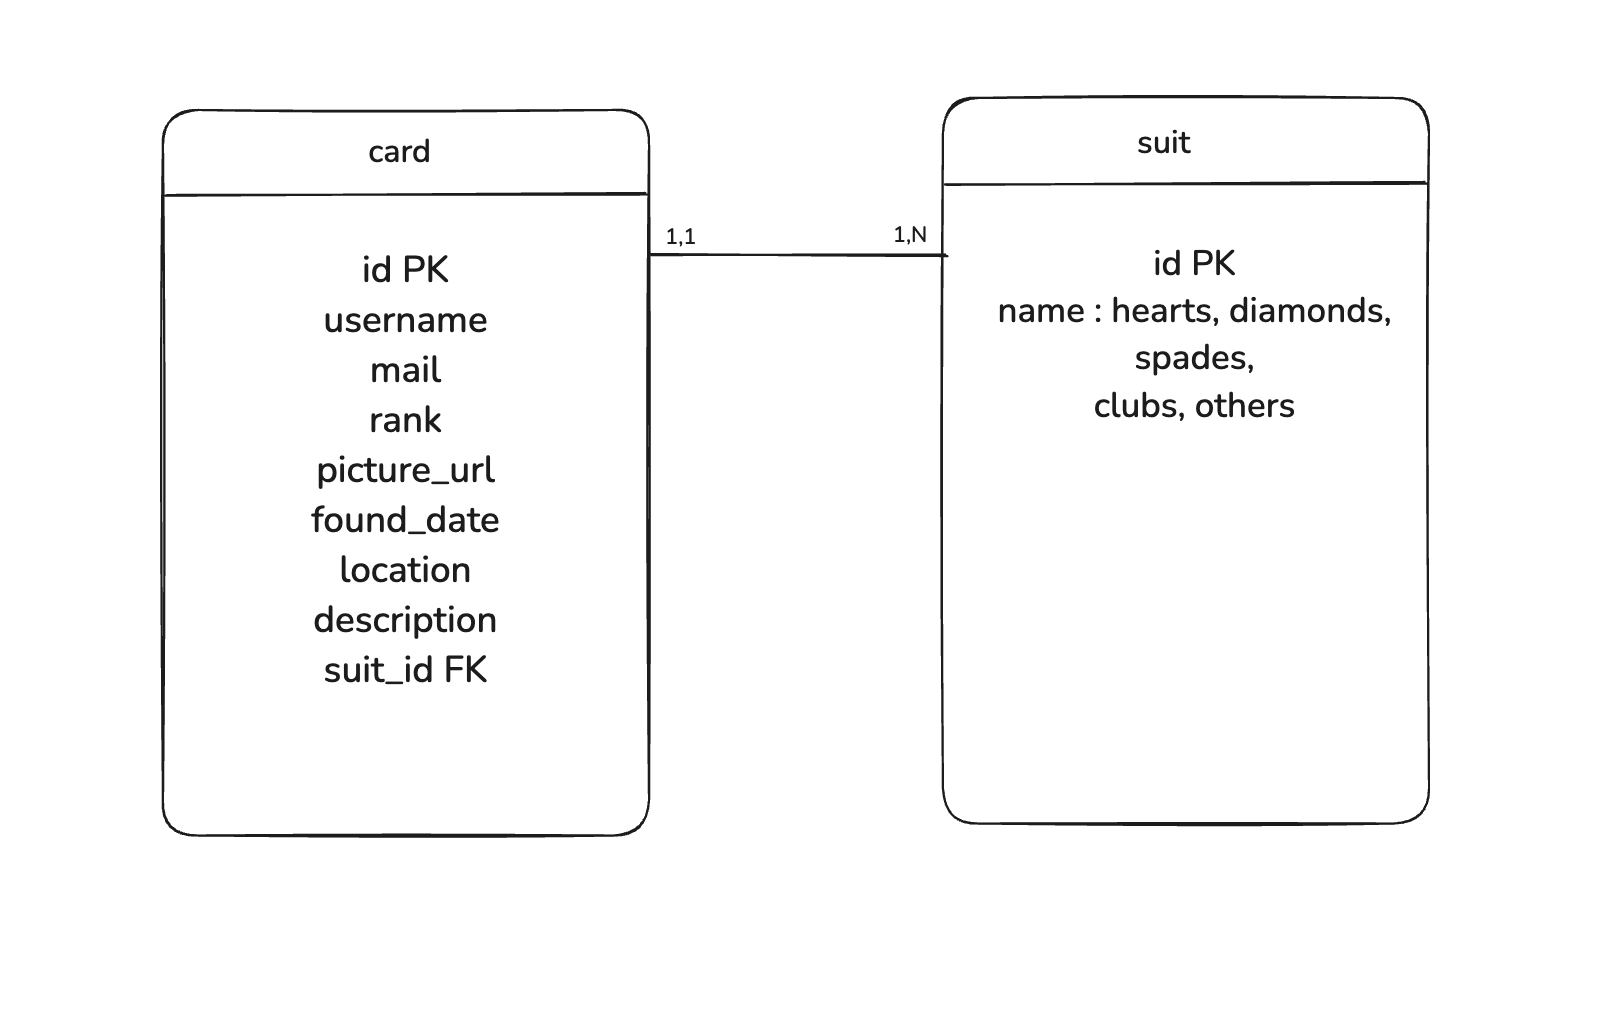 card
id PK
username
mail
rank
picture_url
found_date
location
description
suit_id FK
1,1
1,N
suit
id PK
name : hearts, diamonds,
spades,
clubs, others